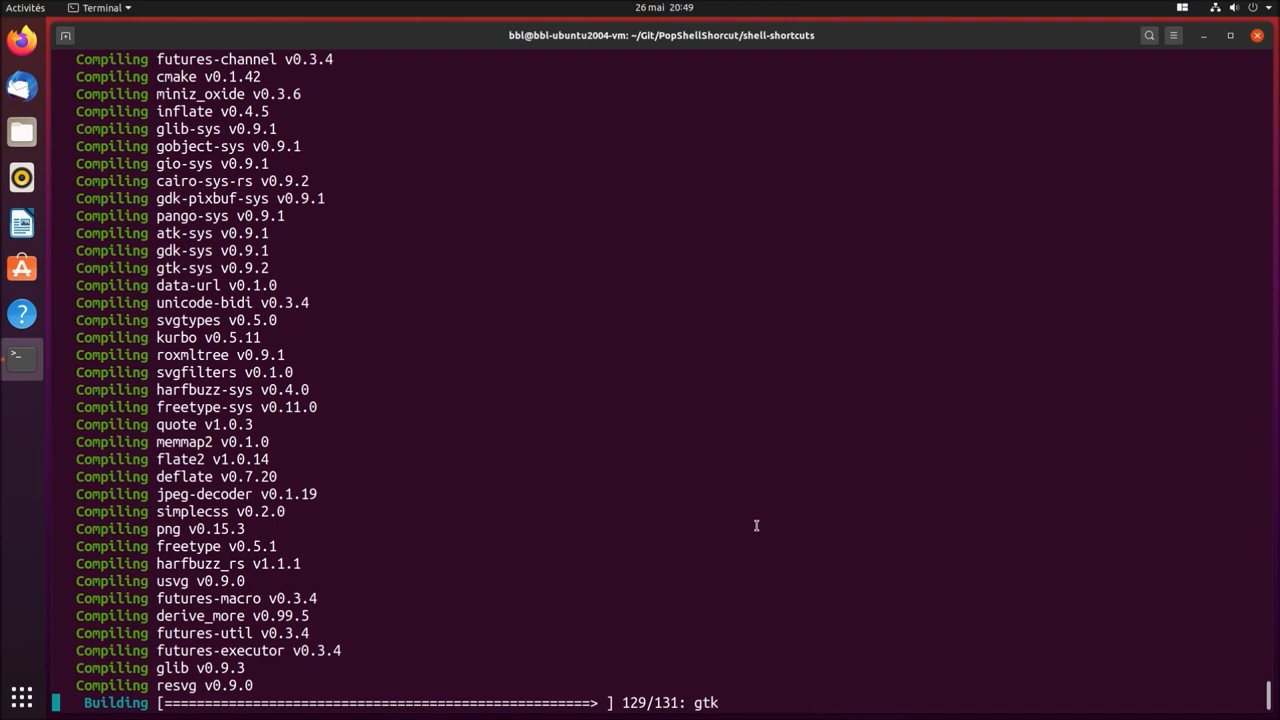 Activités
Terminal
26 mai 20:49
bbl@bbl-ubuntu2004-vm: ~/Git/PopShellShorcut/shell-shortcuts
Compiling futures-channel v0.3.4
Compiling cmake v0.1.42
Compiling miniz_oxide v0.3.6
Compiling inflate v0.4.5
Compiling glib-sys v0.9.1
Compiling gobject-sys v0.9.1
Compiling gio-sys v0.9.1
Compiling cairo-sys-rs v0.9.2
Compiling gdk-pixbuf-sys v0.9.1
Compiling pango-sys v0.9.1
Compiling atk-sys v0.9.1
Compiling gdk-sys v0.9.1
Compiling gtk-sys v0.9.2
Compiling data-url v0.1.0
Compiling unicode-bidi v0.3.4
Compiling svgtypes v0.5.0
Compiling kurbo v0.5.11
Compiling roxmltree v0.9.1
Compiling svgfilters v0.1.0
Compiling harfbuzz-sys v0.4.0
Compiling freetype-sys v0.11.0
Compiling quote v1.0.3
Compiling memmap2 v0.1.0
Compiling flate2 v1.0.14
Compiling deflate v0.7.20
Compiling jpeg-decoder v0.1.19
Compiling simplecss v0.2.0
Compiling png v0.15.3
Compiling freetype v0.5.1
Compiling harfbuzz_rs v1.1.1
Compiling usvg v0.9.0
Compiling futures-macro v0.3.4
Compiling derive_more v0.99.5
Compiling futures-util v0.3.4
Compiling futures-executor v0.3.4
Compiling glib v0.9.3
Compiling resvg v0.9.0
Building [=====================================================> ] 129/131: gtk